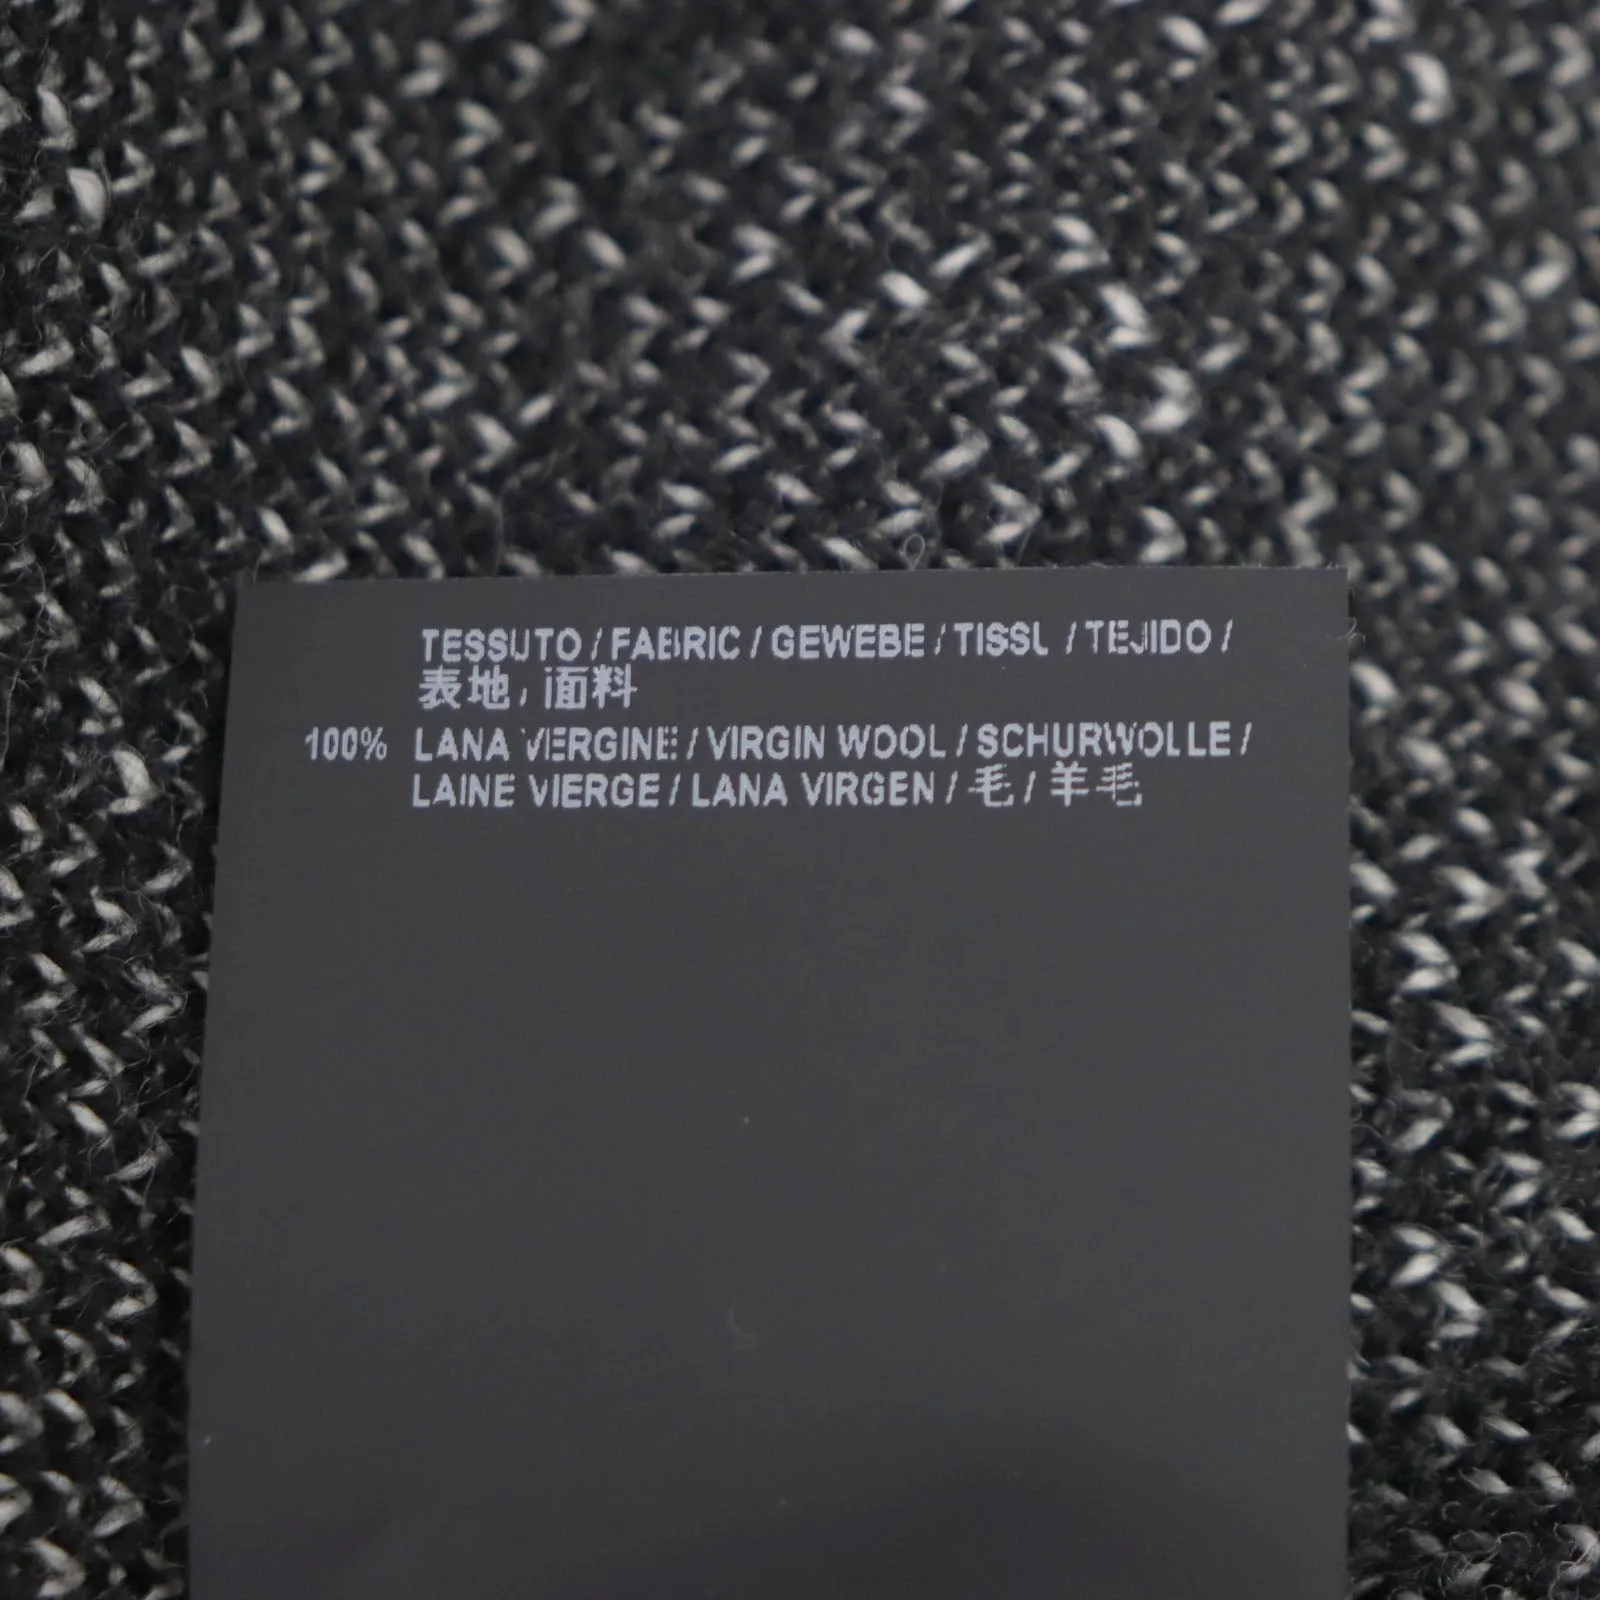 TESSUTO / FABRIC / GEWEBE / TISSU / TEJIDO /
表地, 面料
100% LANA VERGINE / VIRGIN WOOL / SCHURWOLLE /
LAINE VIERGE / LANA VIRGEN / 毛 / 羊毛